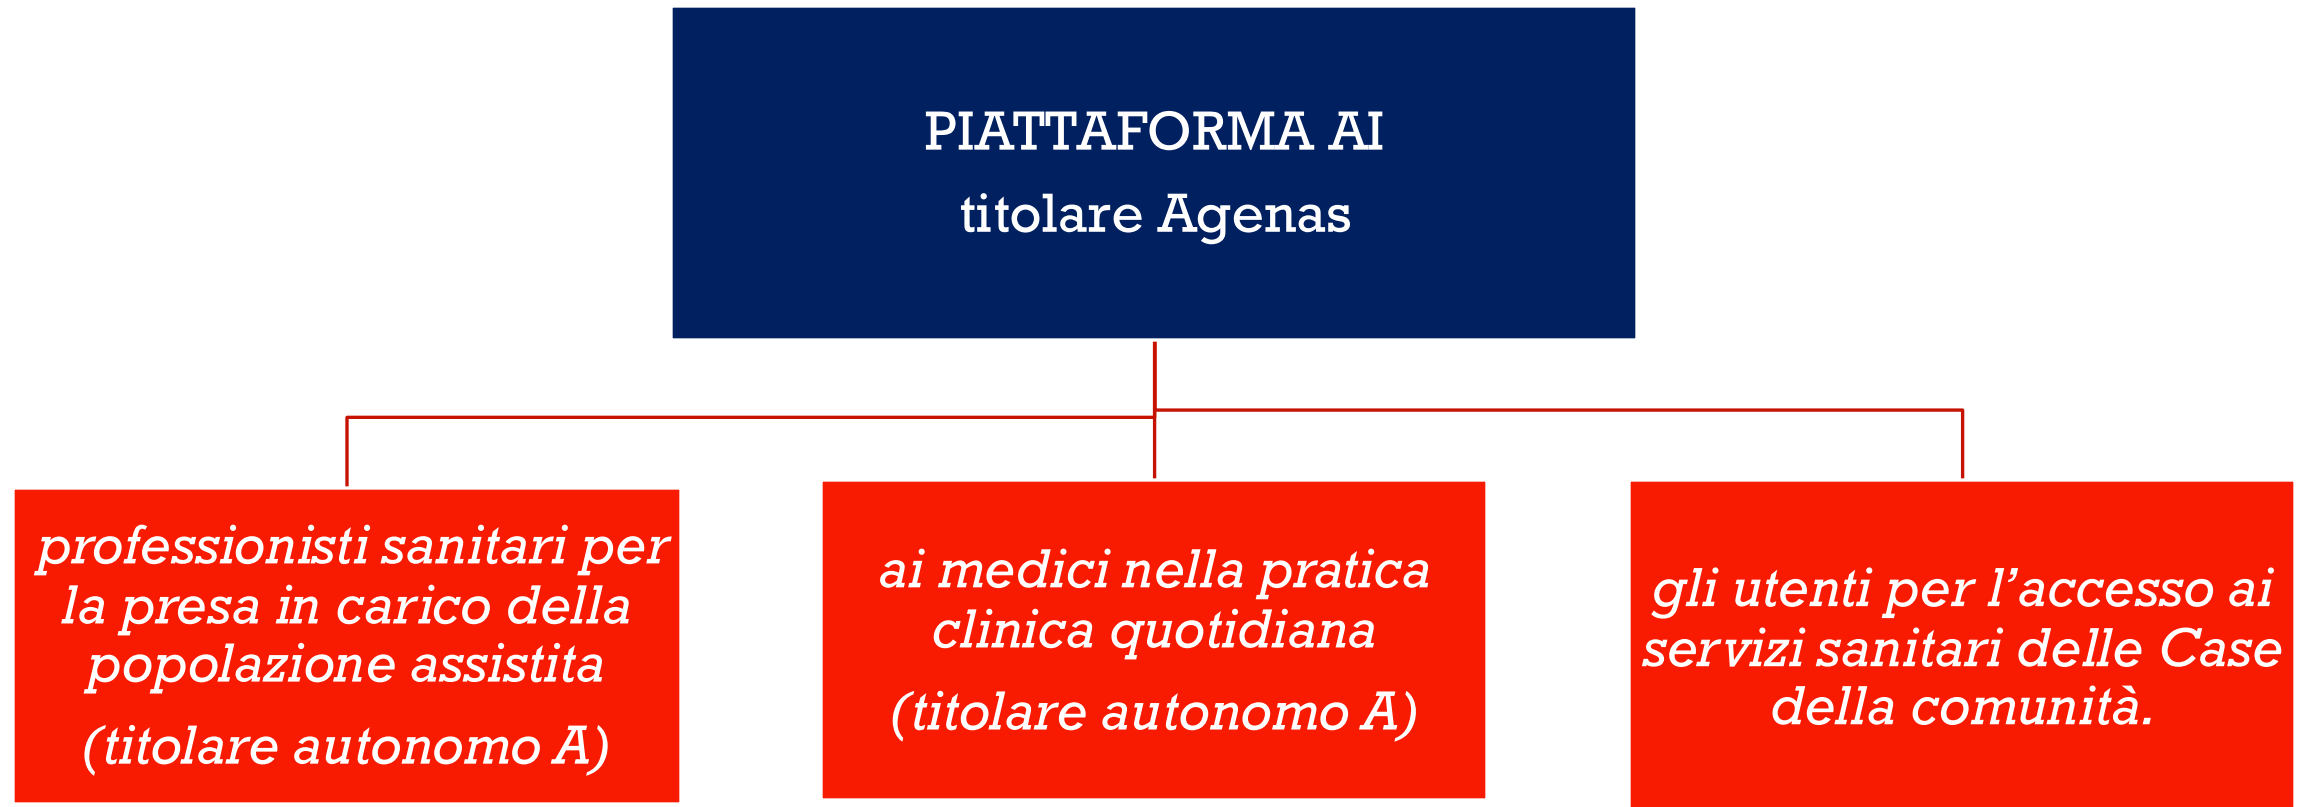 PIATTAFORMA AI
titolare Agenas
professionisti sanitari per
la presa in carico della
popolazione assistita
(titolare autonomo A)
ai medici nella pratica
clinica quotidiana
(titolare autonomo A)
gli utenti per l’accesso ai
servizi sanitari delle Case
della comunità.